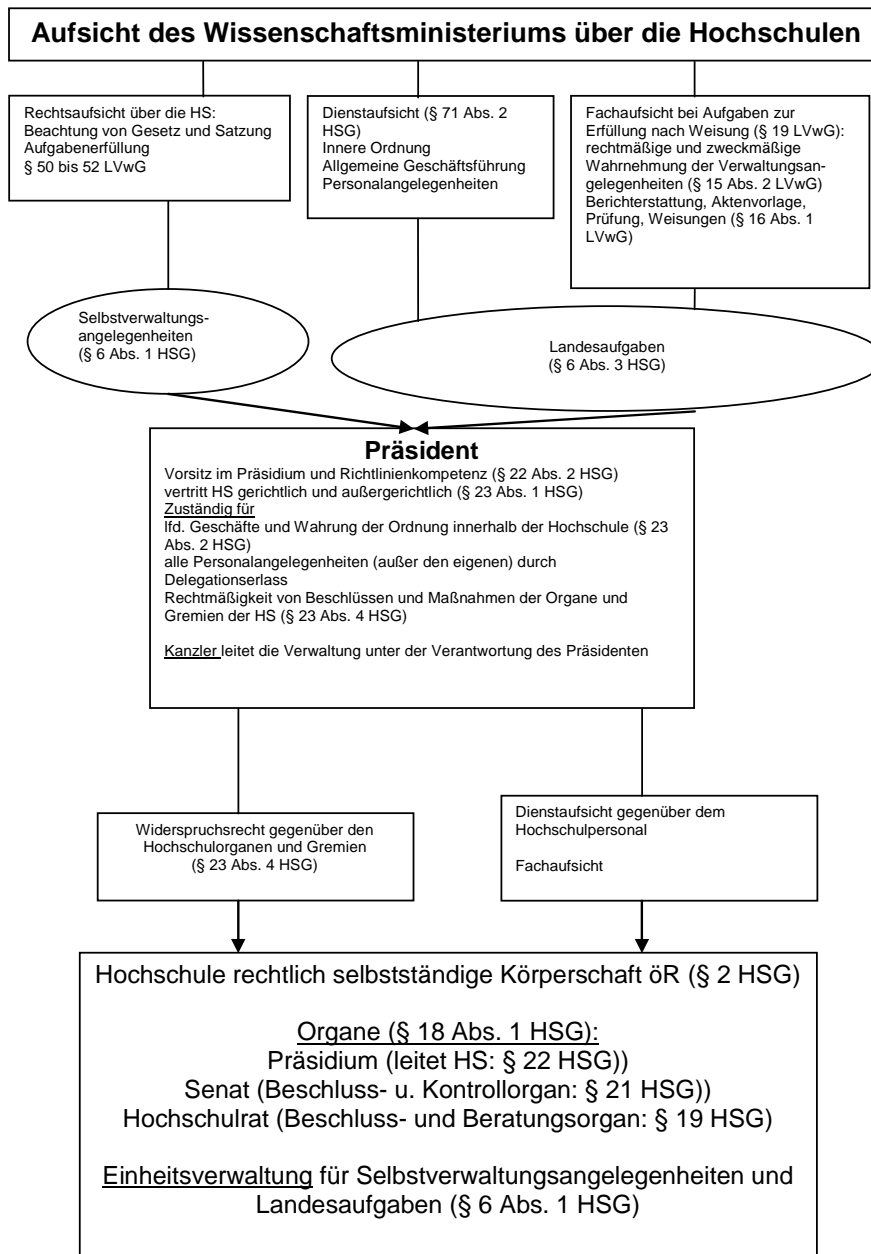 Aufsicht des Wissenschaftsministeriums über die Hochschulen
Rechtsaufsicht über die HS:
Beachtung von Gesetz und Satzung
Aufgabenerfüllung
§ 50 bis 52 LVwG
Dienstaufsicht (§ 71 Abs. 2
HSG)
Innere Ordnung
Allgemeine Geschäftsführung
Personalangelegenheiten
Fachaufsicht bei Aufgaben zur
Erfüllung nach Weisung (§ 19 LVwG):
rechtmäßige und zweckmäßige
Wahrnehmung der Verwaltungsan-
gelegenheiten (§ 15 Abs. 2 LVwG)
Berichterstattung, Aktenvorlage,
Prüfung, Weisungen (§ 16 Abs. 1
LVwG)
Selbstverwaltungs-
angelegenheiten
(§ 6 Abs. 1 HSG)
Landesaufgaben
(§ 6 Abs. 3 HSG)
Präsident
Vorsitz im Präsidium und Richtlinienkompetenz (§ 22 Abs. 2 HSG)
vertritt HS gerichtlich und außergerichtlich (§ 23 Abs. 1 HSG)
Zuständig für
lfd. Geschäfte und Wahrung der Ordnung innerhalb der Hochschule (§ 23
Abs. 2 HSG)
alle Personalangelegenheiten (außer den eigenen) durch
Delegationserlass
Rechtmäßigkeit von Beschlüssen und Maßnahmen der Organe und
Gremien der HS (§ 23 Abs. 4 HSG)
Kanzler leitet die Verwaltung unter der Verantwortung des Präsidenten
Widerspruchsrecht gegenüber den
Hochschulorganen und Gremien
(§ 23 Abs. 4 HSG)
Dienstaufsicht gegenüber dem
Hochschulpersonal
Fachaufsicht
Hochschule rechtlich selbstständige Körperschaft öR (§ 2 HSG)
Organe (§ 18 Abs. 1 HSG):
Präsidium (leitet HS: § 22 HSG))
Senat (Beschluss- u. Kontrollorgan: § 21 HSG))
Hochschulrat (Beschluss- und Beratungsorgan: § 19 HSG)
Einheitsverwaltung für Selbstverwaltungsangelegenheiten und
Landesaufgaben (§ 6 Abs. 1 HSG)